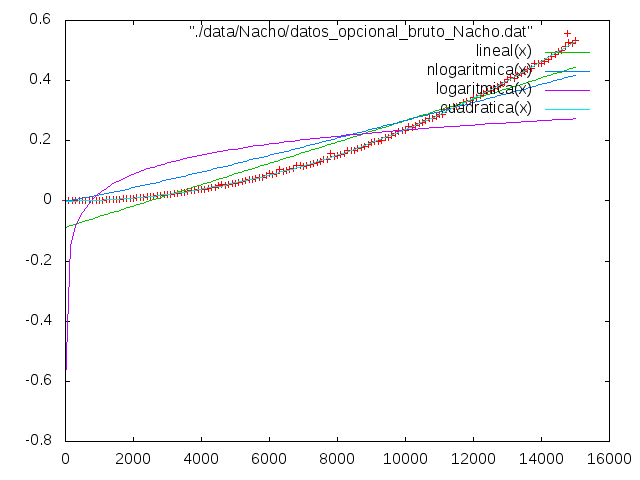 0.6
"./data/Nacho/datos_opcional_bruto_Nacho.dat"
lineal(x)
nlogaritmica(x)
logaritmica(x)
cuadratica(x)
0.4
0.2
0
-0.2
-0.4
-0.6
-0.8
0 2000 4000 6000 8000 10000 12000 14000 16000